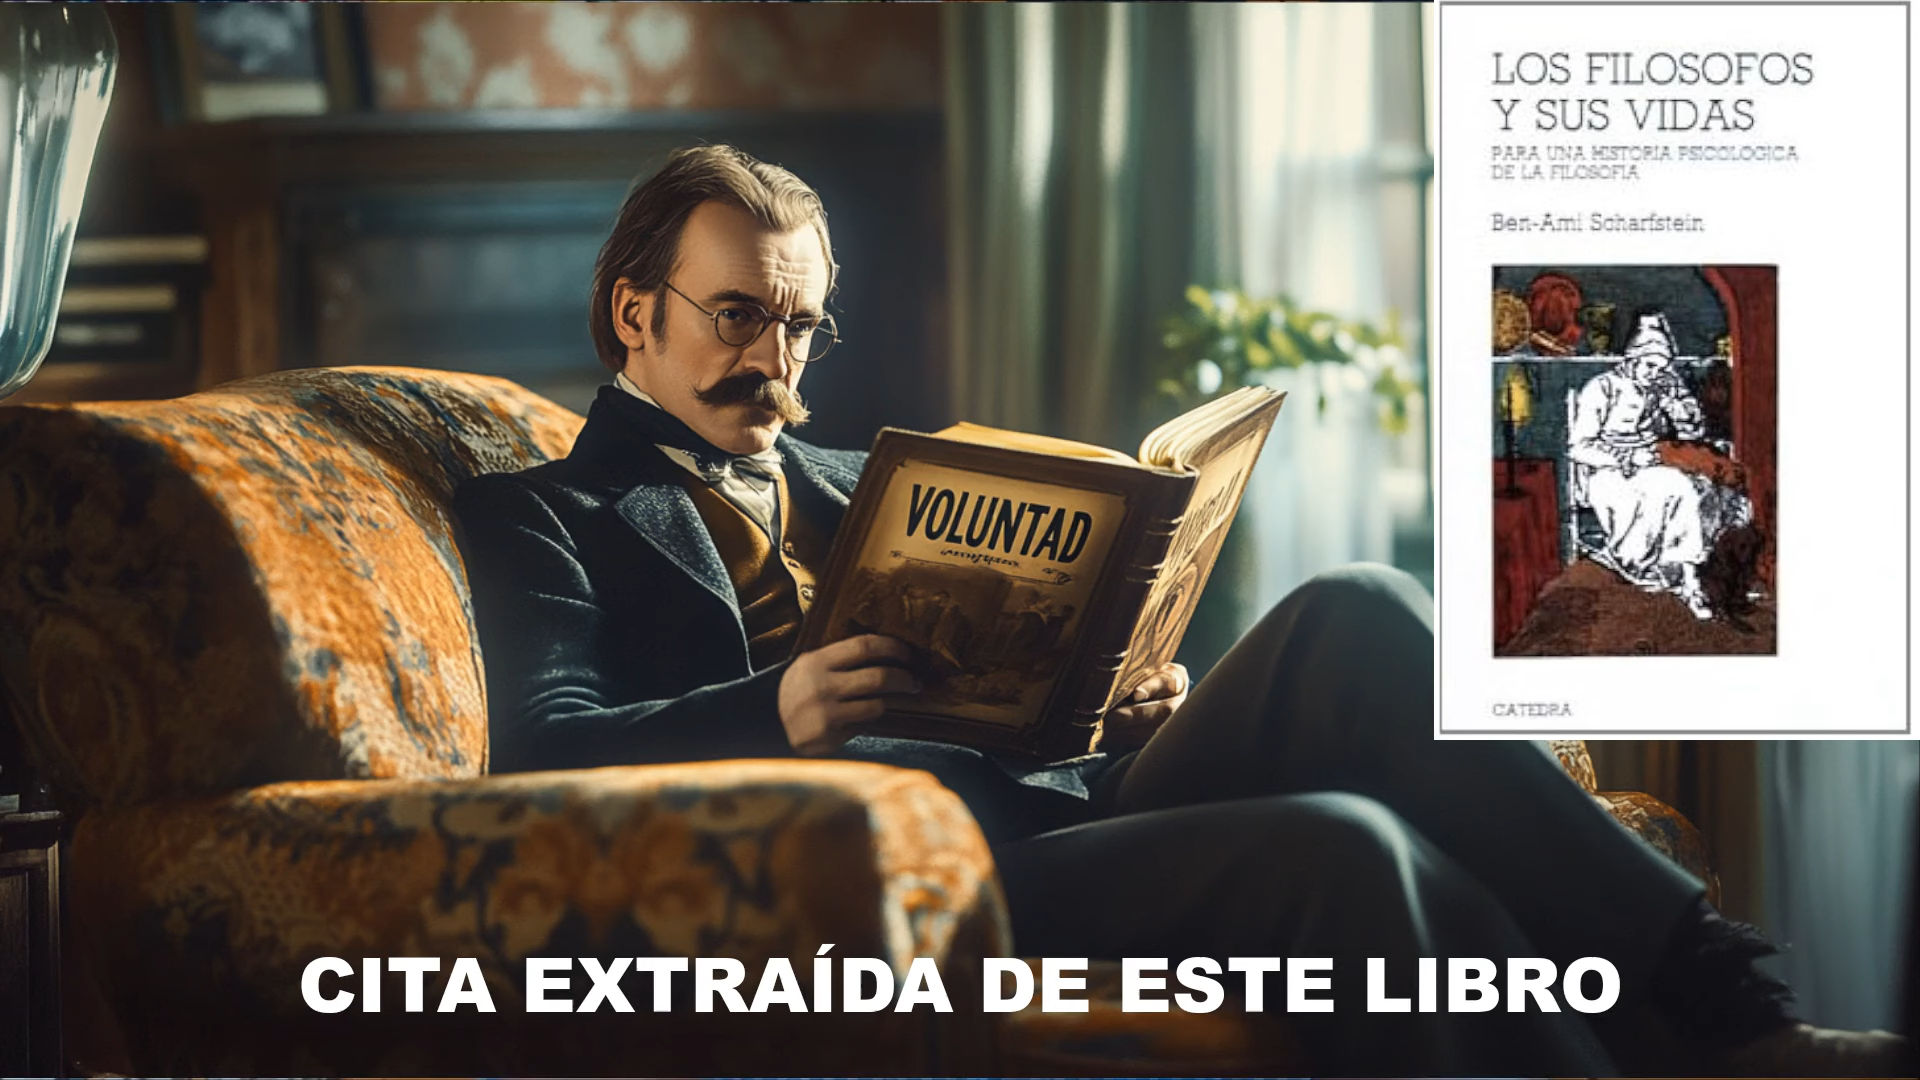 LOS FILOSOFOS
Y SUS VIDAS
PARA UNA HISTORIA PSICOLOGICA
DE LA FILOSOFIA
Ben-Ami Scharfstein
CATEDRA
VOLUNTAD
CITA EXTRAÍDA DE ESTE LIBRO